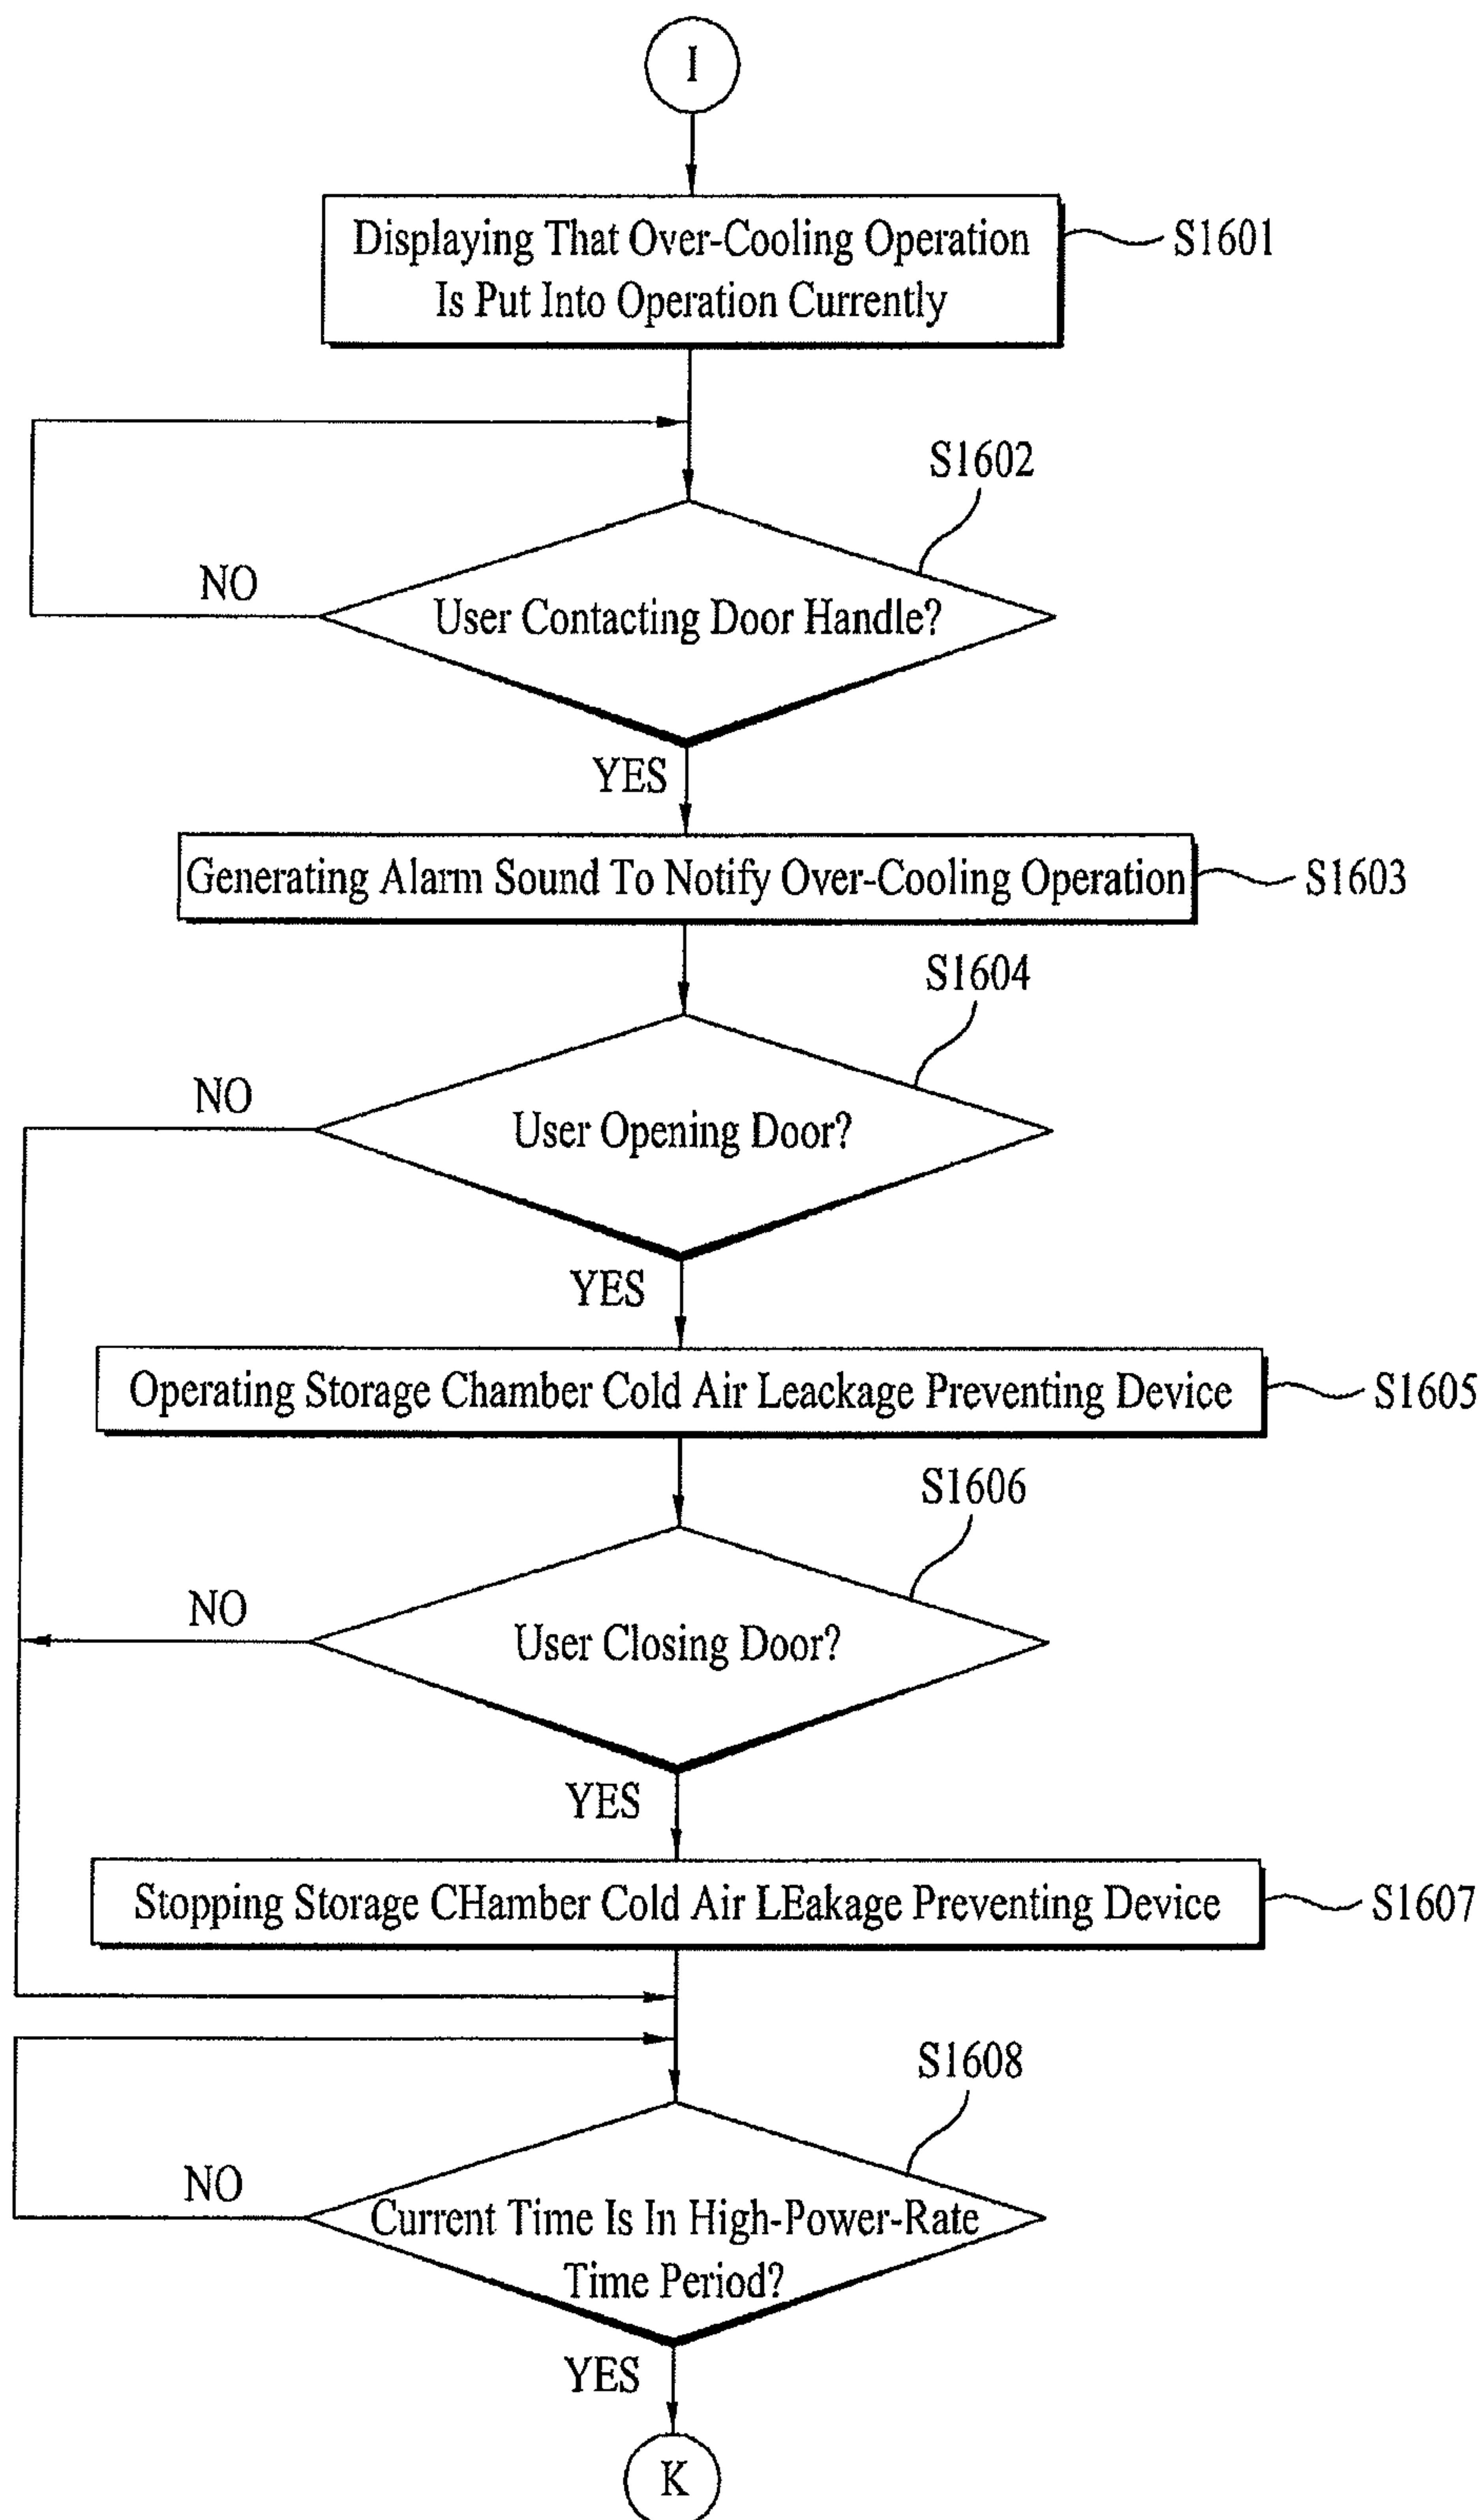 I
Displaying That Over-Cooling Operation
Is Put Into Operation Currently
S1601
S1602
NO
User Contacting Door Handle?
YES
Generating Alarm Sound To Notify Over-Cooling Operation
S1603
S1604
NO
User Opening Door?
YES
Operating Storage Chamber Cold Air Leackage Preventing Device
S1605
S1606
NO
User Closing Door?
YES
Stopping Storage CHamber Cold Air LEakage Preventing Device
S1607
S1608
NO
Current Time Is In High-Power-Rate
Time Period?
YES
K